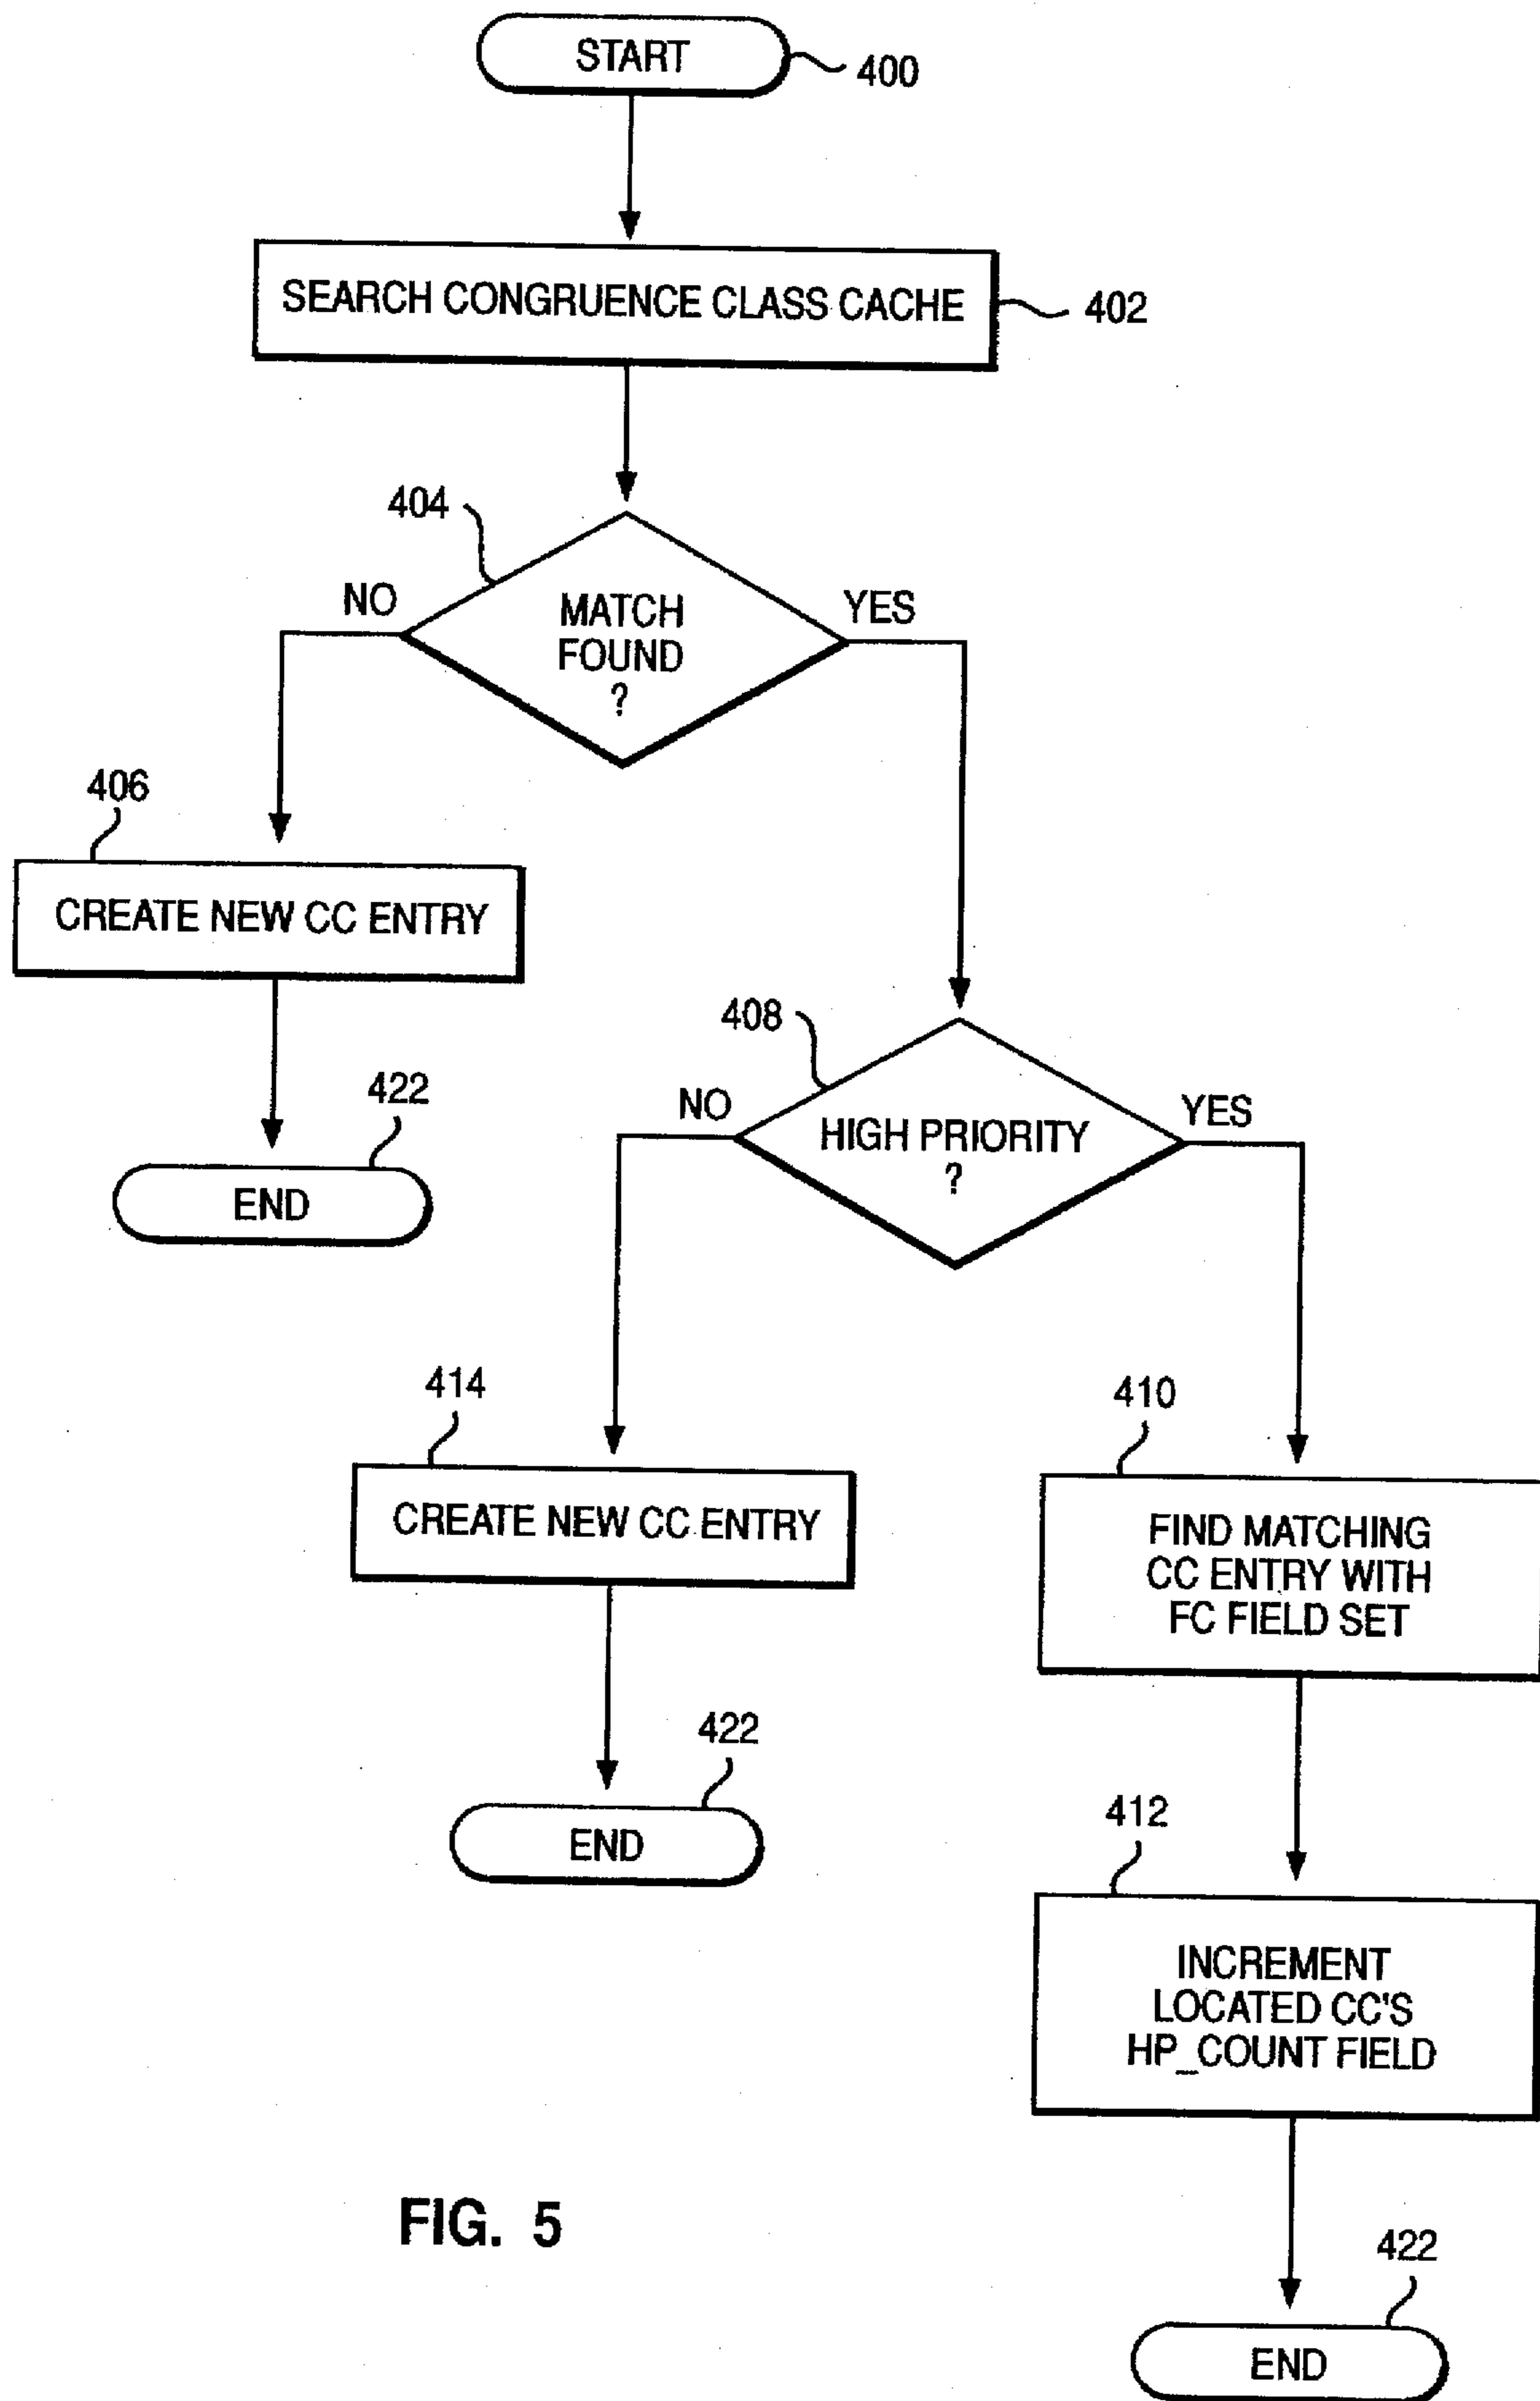 START
400
SEARCH CONGRUENCE CLASS CACHE
402
404
NO
YES
MATCH
FOUND
?
406
CREATE NEW CC ENTRY
422
END
408
NO
YES
HIGH PRIORITY
?
414
CREATE NEW CC ENTRY
422
END
410
FIND MATCHING
CC ENTRY WITH
FC FIELD SET
412
INCREMENT
LOCATED CC'S
HP_COUNT FIELD
422
END
FIG. 5